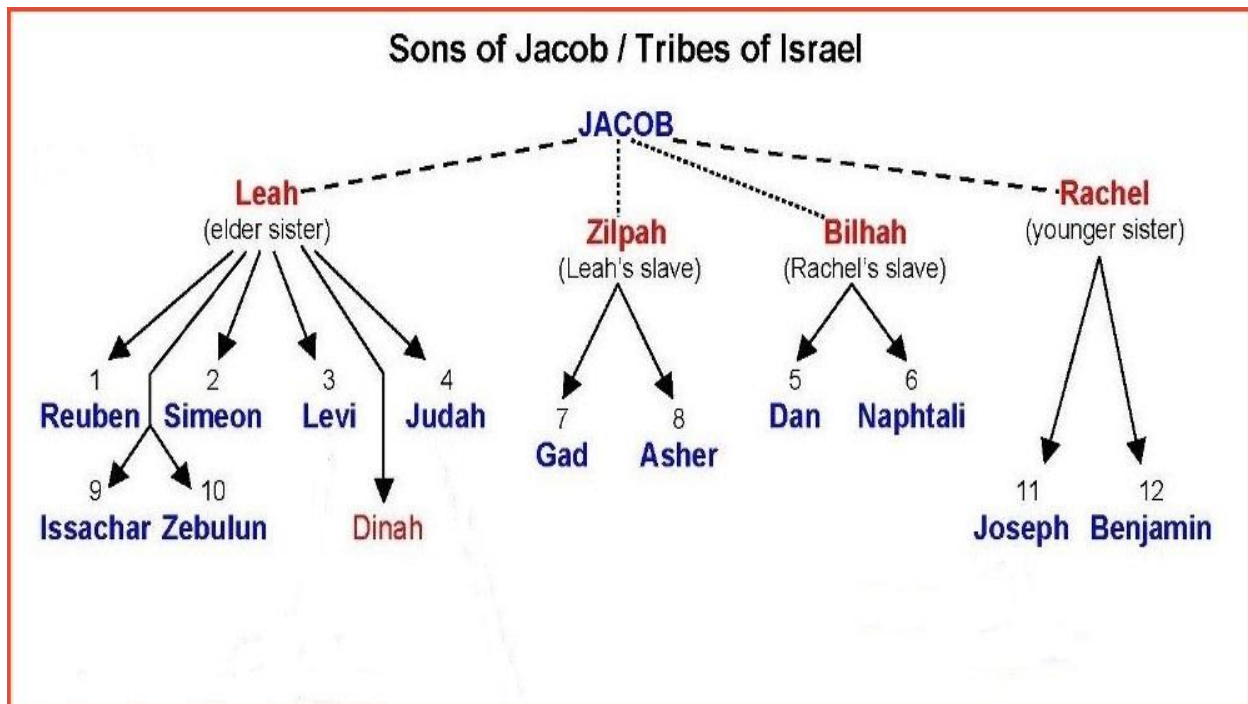 Sons of Jacob / Tribes of Israel
JACOB
Leah
(elder sister)
Zilpah
(Leah's slave)
Bilhah
(Rachel's slave)
Rachel
(younger sister)
1
Reuben
2
Simeon
3
Levi
4
Judah
7
Gad
8
Asher
5
Dan
6
Naphtali
9
Issachar
10
Zebulun
Dinah
11
Joseph
12
Benjamin